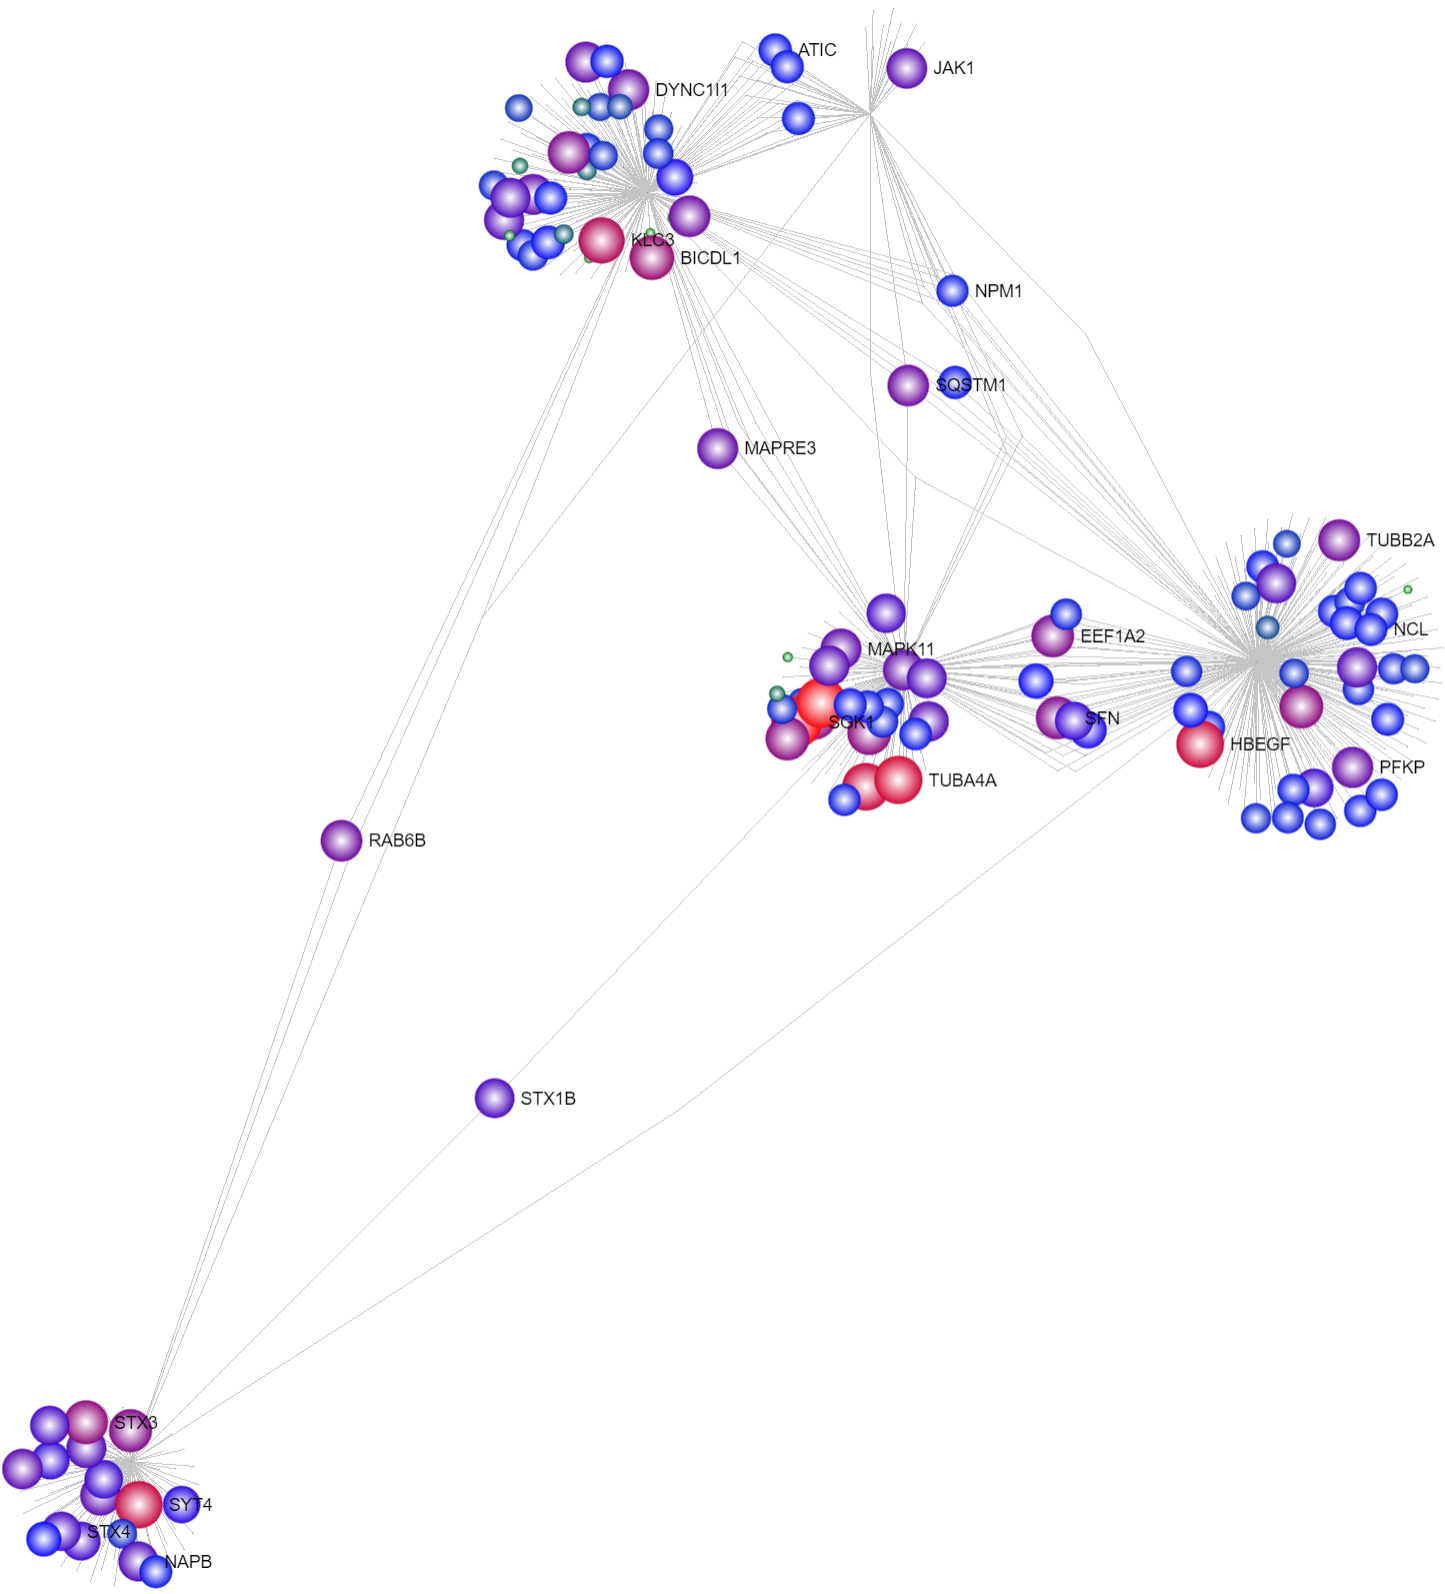 ATIC
JAK1
DYNC1I1
KLC3
BICDL1
NPM1
SQSTM1
MAPRE3
TUBB2A
NCL
EEF1A2
MAPK11
SFN
SGK1
HBEGF
PFKP
TUBA4A
RAB6B
STX1B
STX3
SYT4
STX4
NAPB